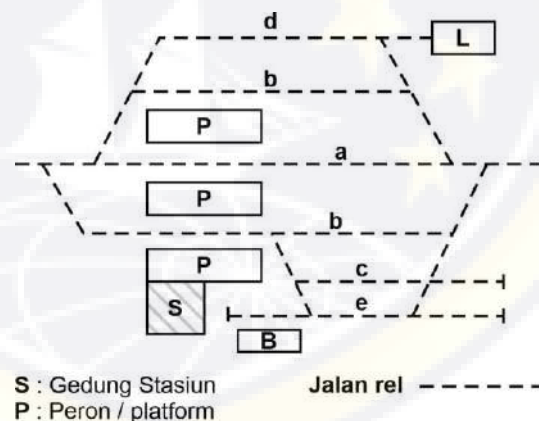 d
L
b
P
a
P
b
P
c
S
e
B
S : Gedung Stasiun
Jalan rel
P : Peron / platform